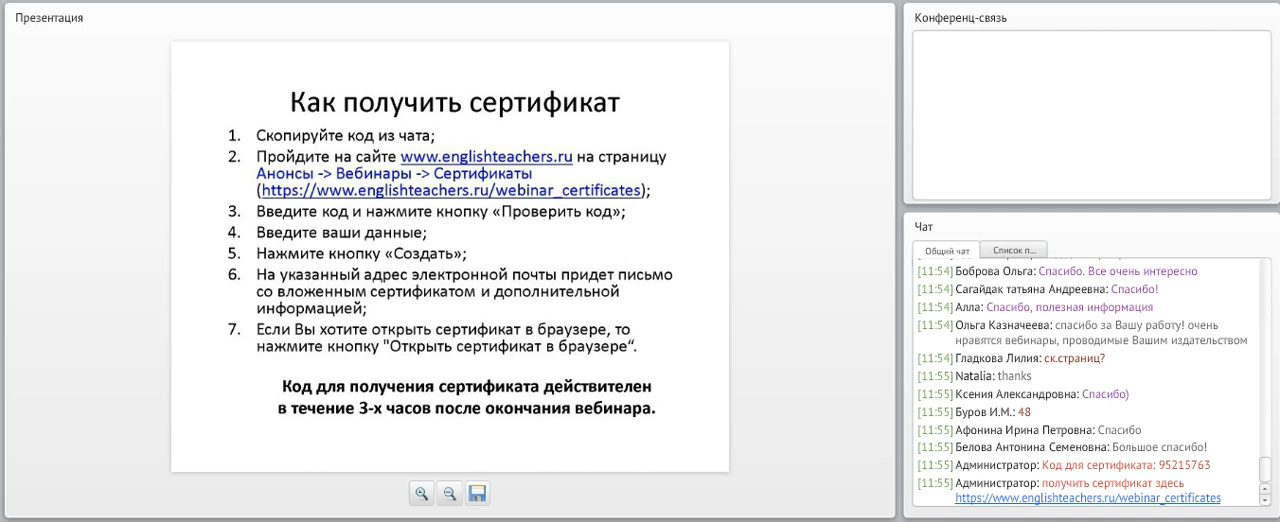 Презентация
Как получить сертификат
1. Скопируйте код из чата;
2. Пройдите на сайте www.englishteachers.ru на страницу
Анонсы -> Вебинары -> Сертификаты
(https://www.englishteachers.ru/webinar_certificates);
3. Введите код и нажмите кнопку «Проверить код»;
4. Введите ваши данные;
5. Нажмите кнопку «Создать»;
6. На указанный адрес электронной почты придет письмо
со вложенным сертификатом и дополнительной
информацией;
7. Если Вы хотите открыть сертификат в браузере, то
нажмите кнопку "Открыть сертификат в браузере“.
Код для получения сертификата действителен
в течение 3-х часов после окончания вебинара.
Конференц-связь
Чат
Общий чат
Список п...
[11:54] Боброва Ольга: Спасибо. Все очень интересно
[11:54] Сагайдак татьяна Андреевна: Спасибо!
[11:54] Алла: Спасибо, полезная информация
[11:54] Ольга Казначеева: спасибо за Вашу работу! очень
нравятся вебинары, проводимые Вашим издательством
[11:54] Гладкова Лилия: ск.страниц?
[11:55] Natalia: thanks
[11:55] Ксения Александровна: Спасибо)
[11:55] Буров И.М.: 48
[11:55] Афонина Ирина Петровна: Спасибо
[11:55] Белова Антонина Семеновна: Большое спасибо!
[11:55] Администратор: Код для сертификата: 95215763
[11:55] Администратор: получить сертификат здесь
https://www.englishteachers.ru/webinar_certificates